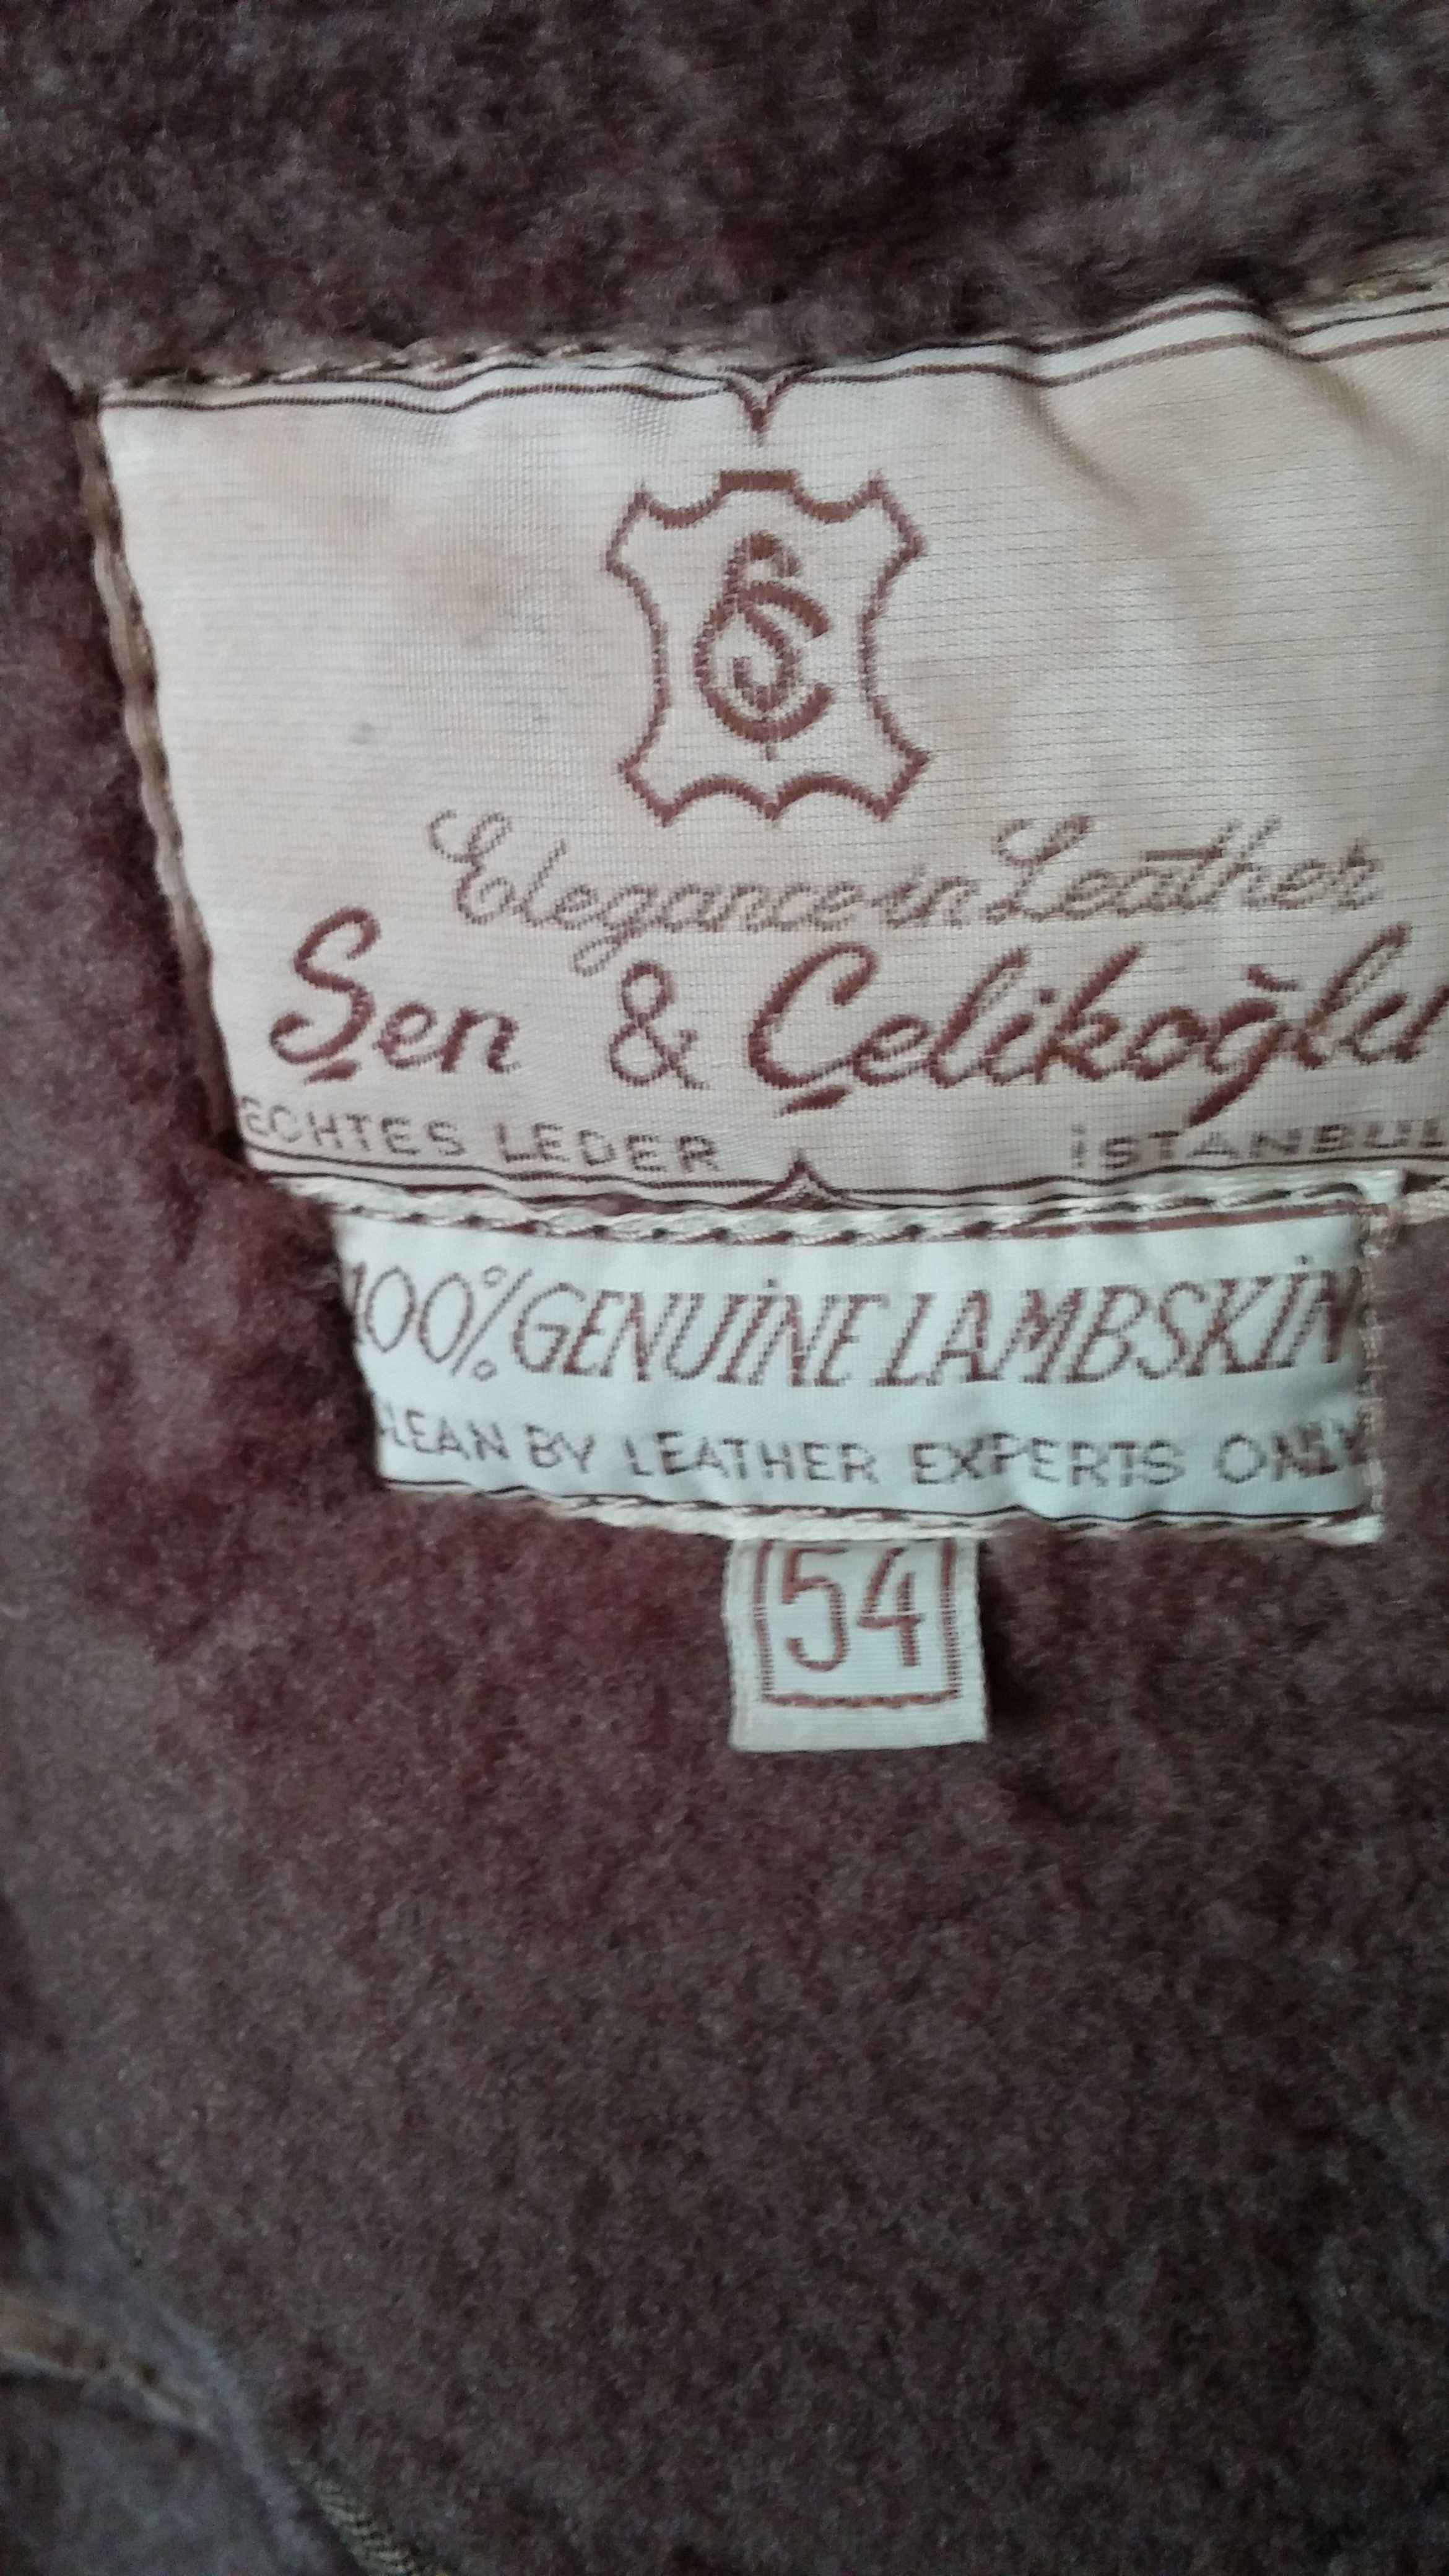 Elegance in Leather
Şen & Çelikoğlu
ECHTES LEDER İSTANBUL
100% GENUİNE LAMBSKİN
CLEAN BY LEATHER EXPERTS ONLY
54